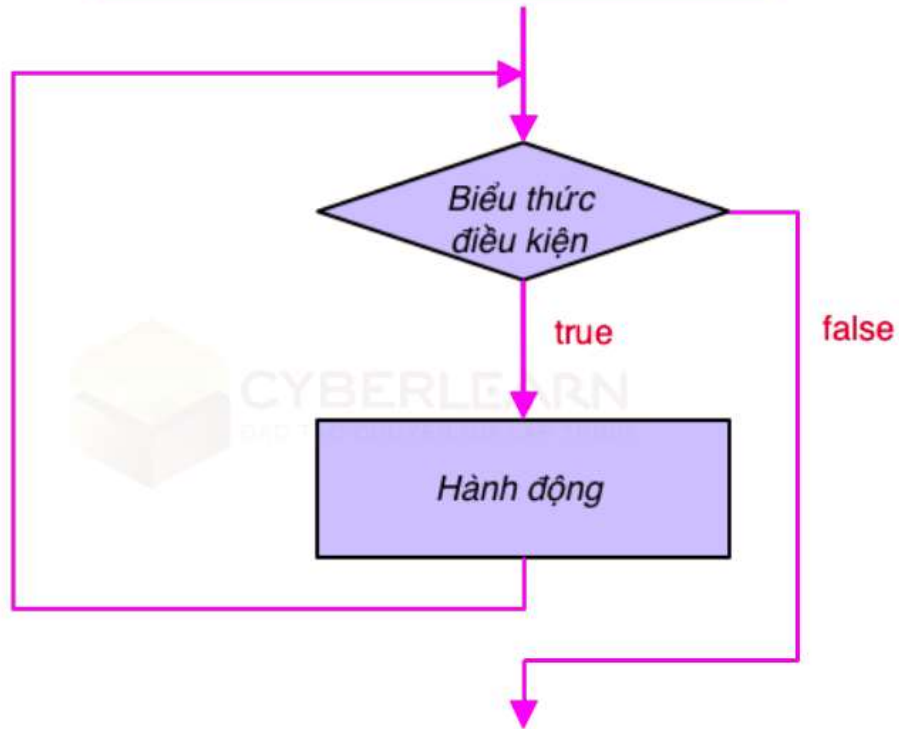 Biểu thức
điều kiện
true
false
CYBERLEARN
Hành động